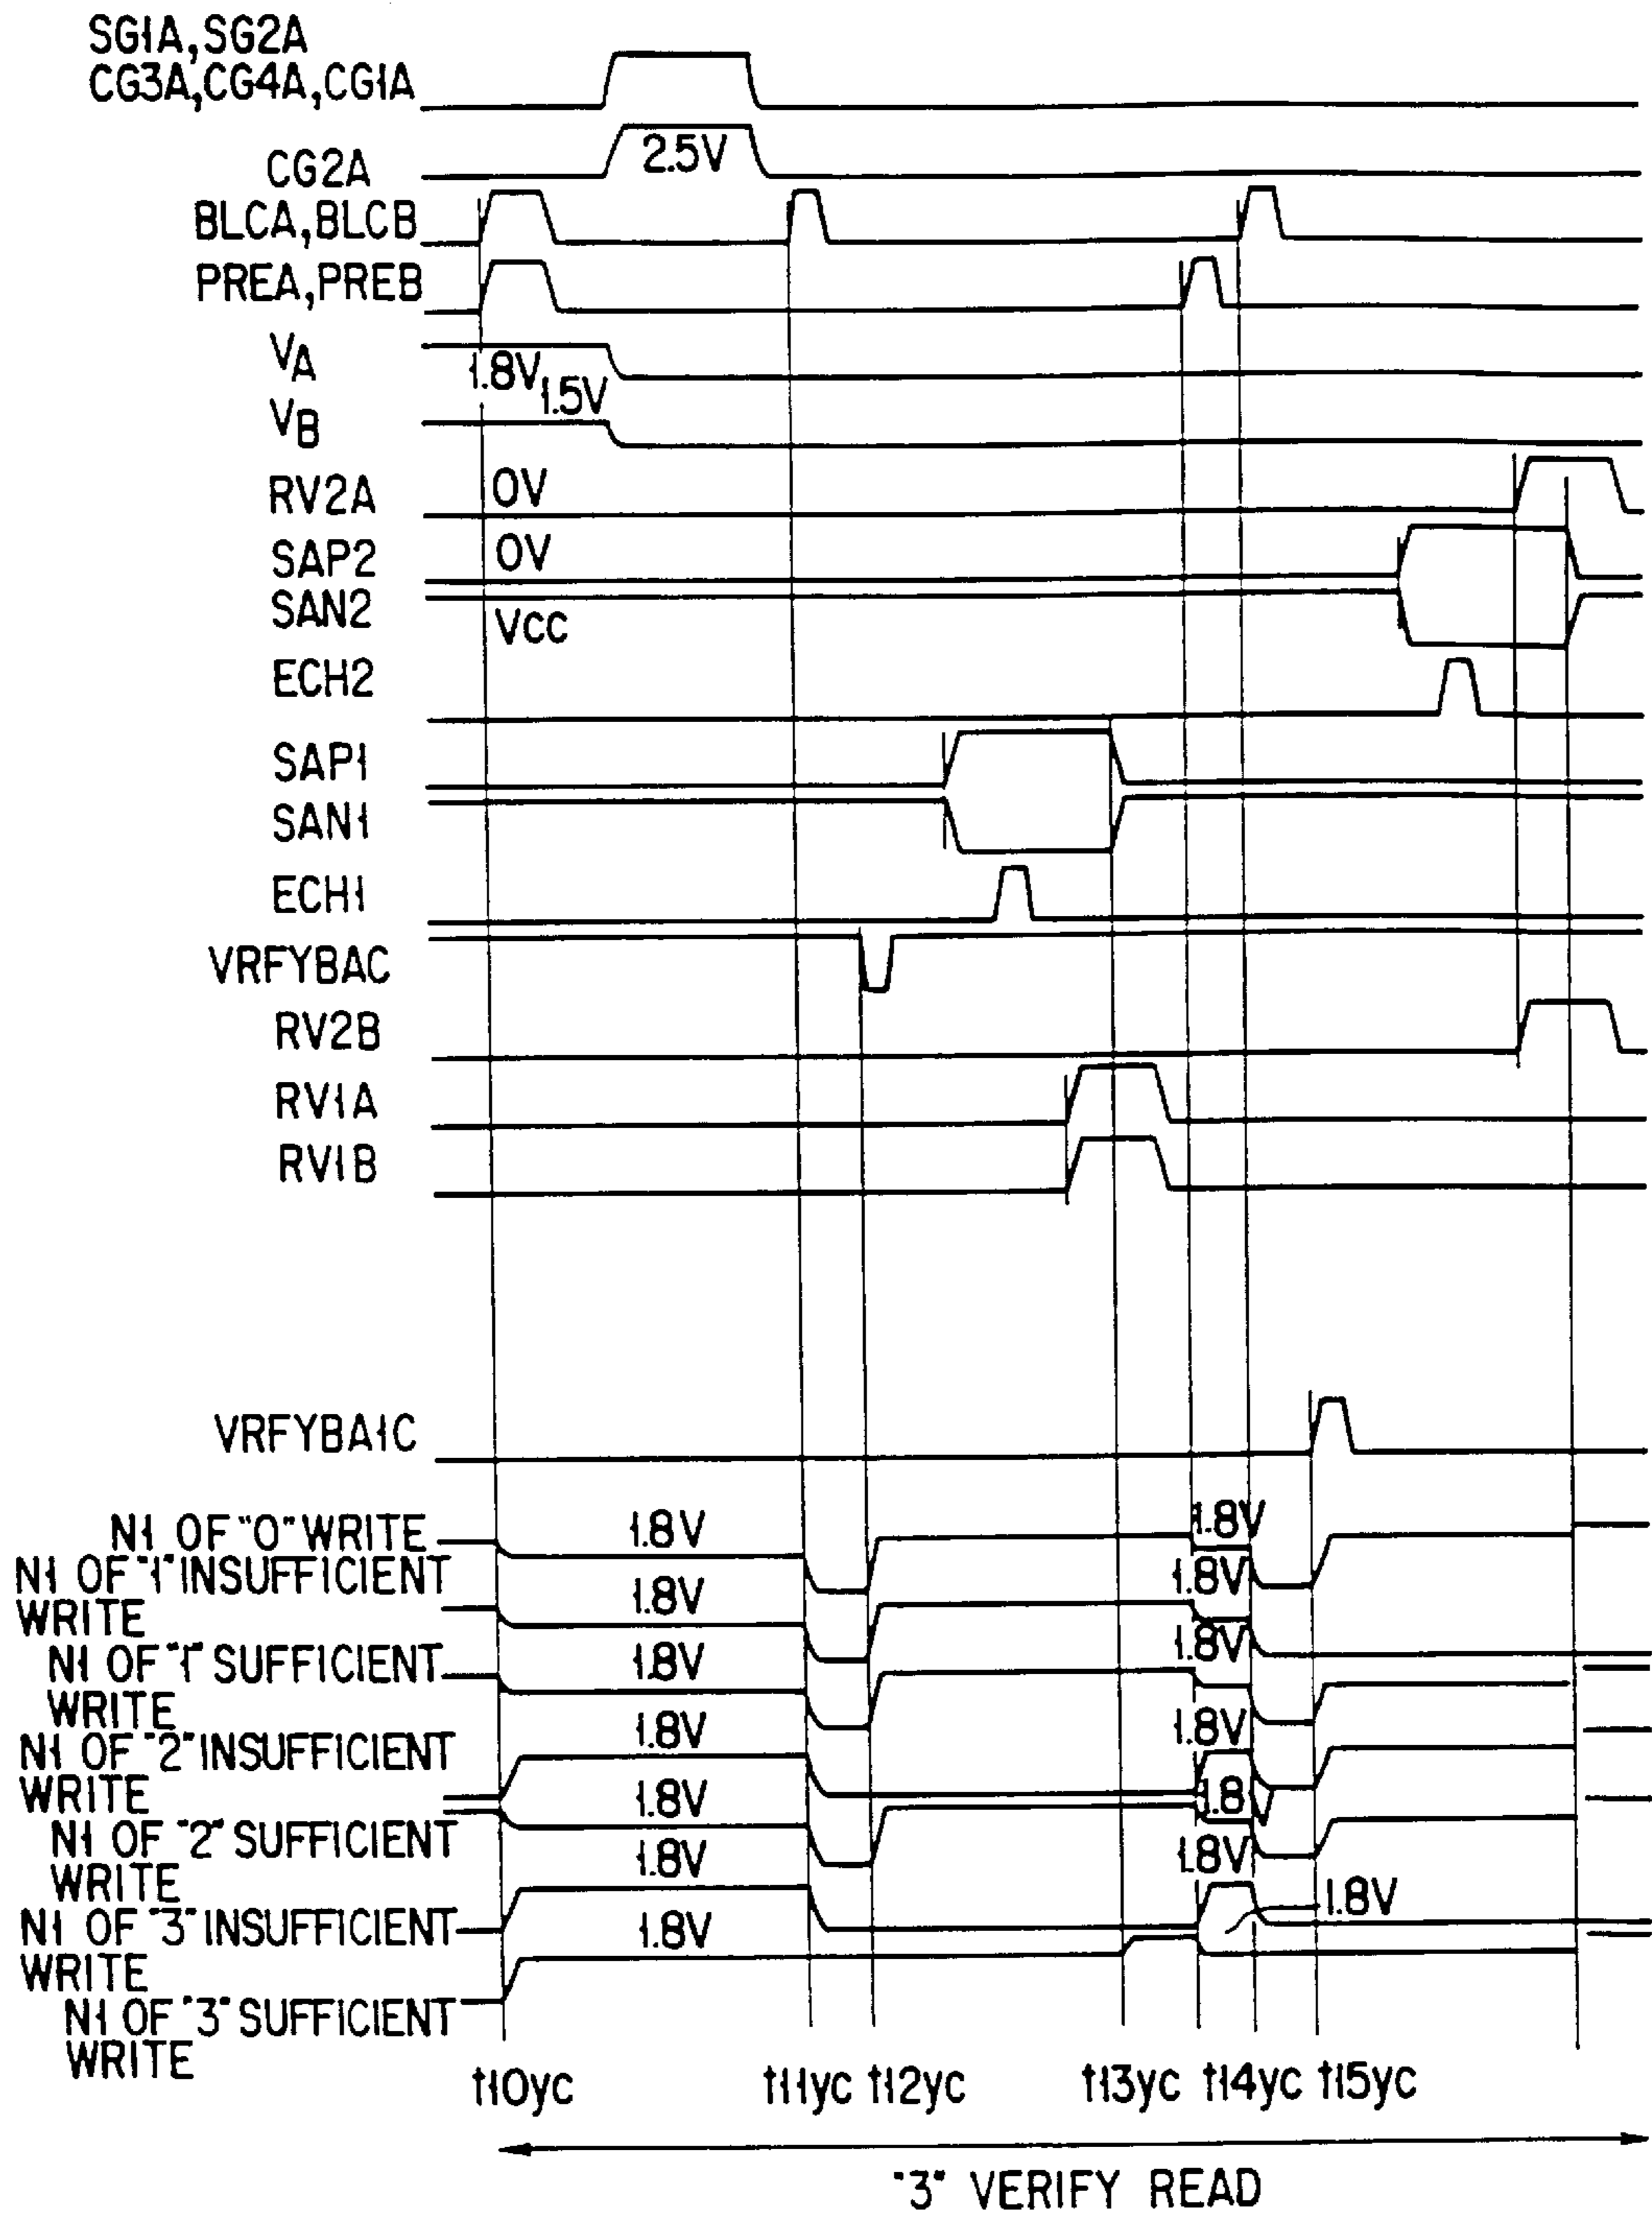 SG1A,SG2A
CG3A,CG4A,CG1A
CG2A
2.5V
BLCA,BLCB
PREA,PREB
VA
1.8V
1.5V
VB
RV2A
0V
SAP2
0V
SAN2
Vcc
ECH2
SAP1
SAN1
ECH1
VRFYBAC
RV2B
RV1A
RV1B
VRFYBA1C
N1 OF "0" WRITE
1.8V
1.8V
N1 OF "1" INSUFFICIENT
WRITE
1.8V
1.8V
N1 OF "1" SUFFICIENT
WRITE
1.8V
1.8V
N1 OF "2" INSUFFICIENT
WRITE
1.8V
1.8V
N1 OF "2" SUFFICIENT
WRITE
1.8V
1.8
N1 OF "3" INSUFFICIENT
WRITE
1.8V
1.8V
N1 OF "3" SUFFICIENT
WRITE
1.8V
1.8V
t10yc
t11yc
t12yc
t13yc
t14yc
t15yc
"3" VERIFY READ